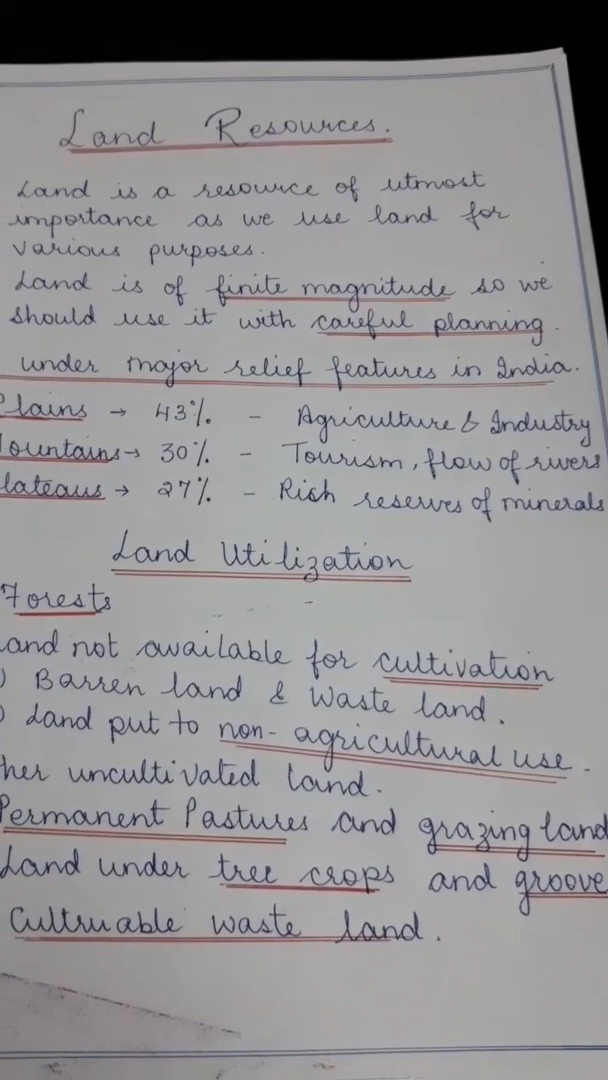 Land Resources.
Land is a resource of utmost
importance as we use land for
various purposes.
Land is of finite magnitude so we
should use it with careful planning.
under major relief features in India.
lains → 43% - Agriculture & Industry
ountains → 30% - Tourism, flow of rivers
lateaus → 27% - Rich reserves of minerals
Land Utilization
Forests
and not available for cultivation
) Barren land & Waste land.
) Land put to non-agricultural use.
her uncultivated land.
Permanent Pastures and grazing land
Land under tree crops and groove
Cultruable waste land.